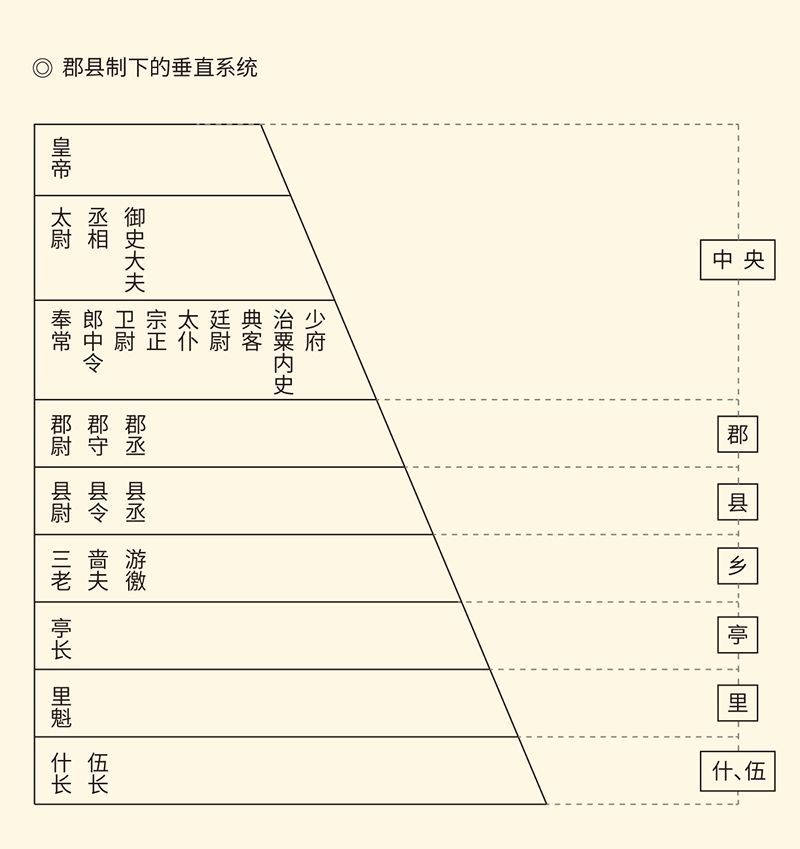 ◎ 郡县制下的垂直系统
皇帝
太尉
丞相
御史大夫
中央
奉常
郎中令
卫尉
宗正
太仆
廷尉
典客
治粟内史
少府
郡尉
郡守
郡丞
郡
县尉
县令
县丞
县
三老
啬夫
游徼
乡
亭长
亭
里魁
里
什长
伍长
什、伍